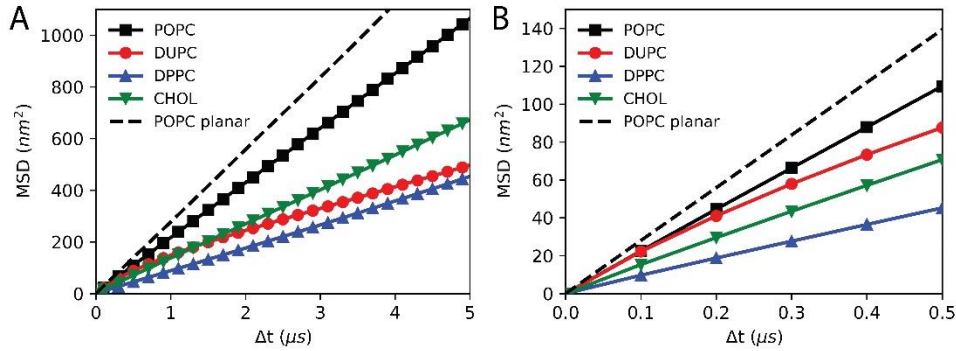 A
MSD (nm²)
1000
800
600
400
200
0
POPC
DUPC
DPPC
CHOL
POPC planar
0 1 2 3 4 5
Δt (μs)
B
MSD (nm²)
140
120
100
80
60
40
20
0
POPC
DUPC
DPPC
CHOL
POPC planar
0.0 0.1 0.2 0.3 0.4 0.5
Δt (μs)